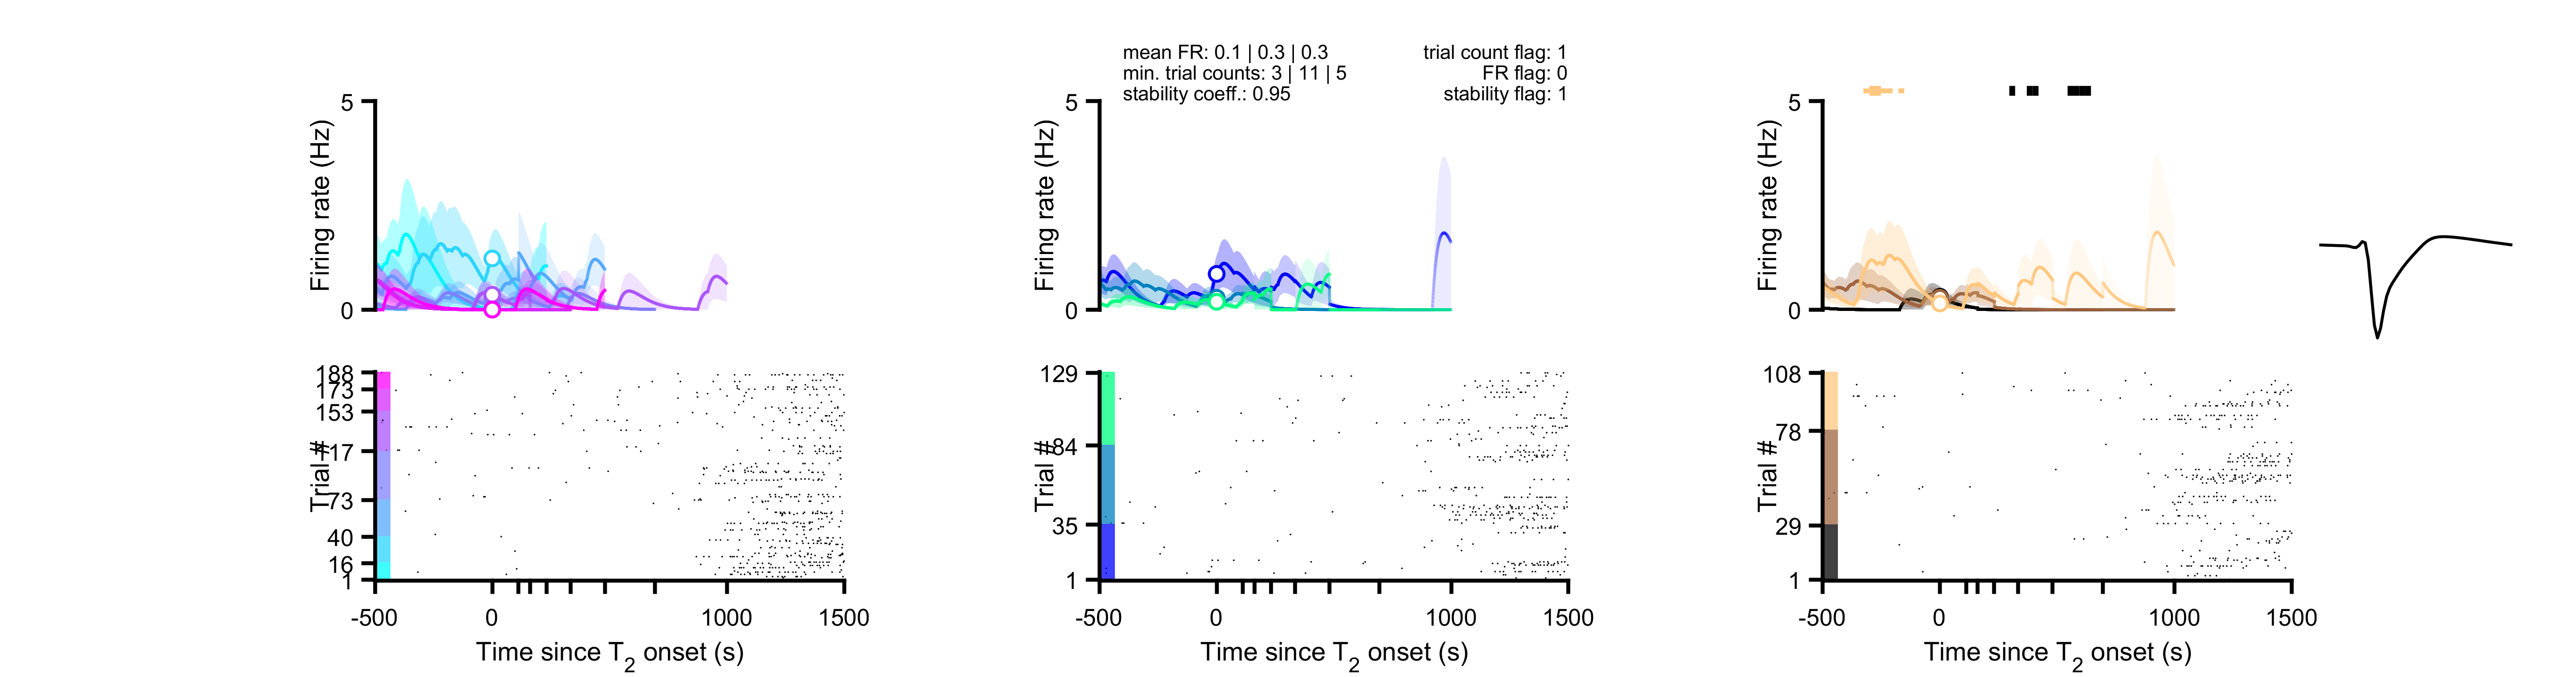 mean FR: 0.1 | 0.3 | 0.3
min. trial counts: 3 | 11 | 5
stability coeff.: 0.95
trial count flag: 1
FR flag: 0
stability flag: 1
Firing rate (Hz)
5
0
Firing rate (Hz)
5
0
Firing rate (Hz)
5
0
Trial #
188
173
153
117
73
40
16
1
-500 0 1000 1500
Time since T2 onset (s)
Trial #
129
84
35
1
-500 0 1000 1500
Time since T2 onset (s)
Trial #
108
78
29
1
-500 0 1000 1500
Time since T2 onset (s)